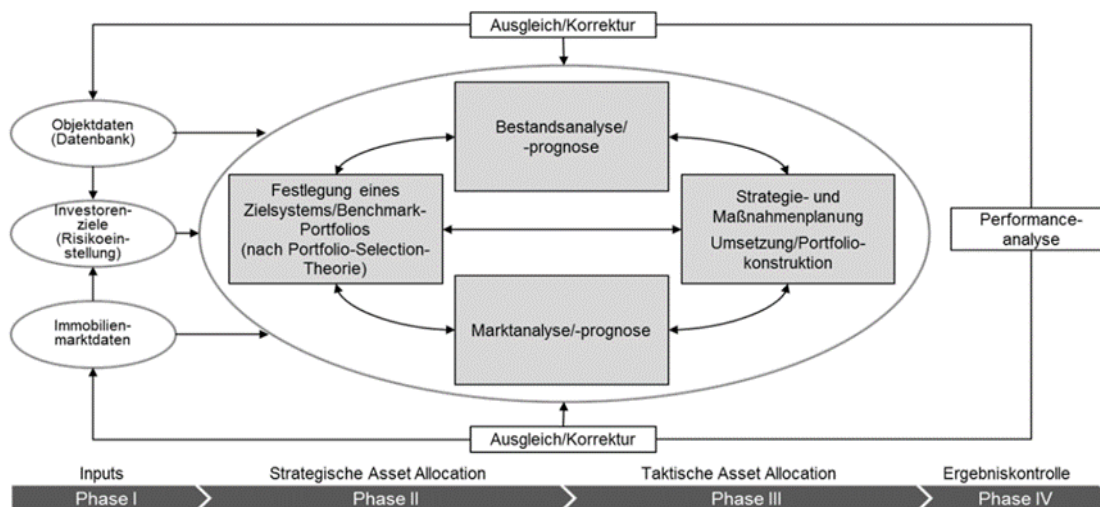 Ausgleich/Korrektur
Objektdaten
(Datenbank)
Bestandsanalyse/
-prognose
Investoren-
ziele
(Risikoein-
stellung)
Festlegung eines
Zielsystems/Benchmark-
Portfolios
(nach Portfolio-Selection-
Theorie)
Strategie- und
Maßnahmenplanung
Umsetzung/Portfolio-
konstruktion
Performance-
analyse
Immobilien-
marktdaten
Marktanalyse/-prognose
Ausgleich/Korrektur
Inputs
Strategische Asset Allocation
Taktische Asset Allocation
Ergebniskontrolle
Phase I
Phase II
Phase III
Phase IV